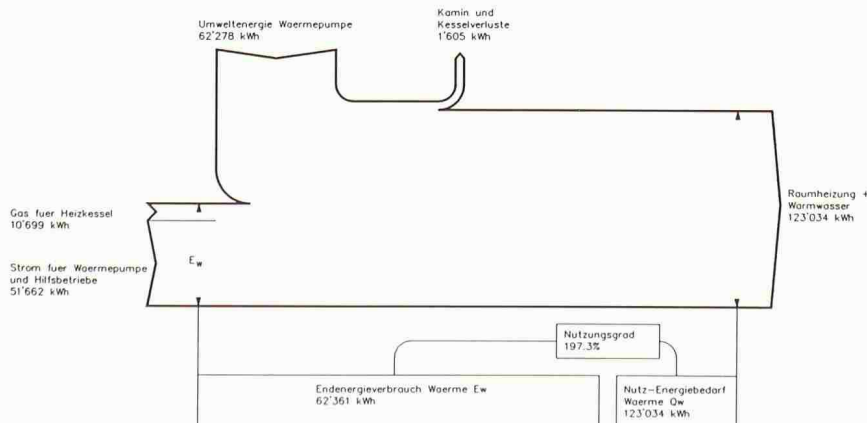 Umweltenergie Waermepumpe
62'278 kWh
Kamin und
Kesselverluste
1'605 kWh
Gas fuer Heizkessel
10'699 kWh
Strom fuer Waermepumpe
und Hilfsbetriebe
51'662 kWh
Ew
Raumheizung +
Warmwasser
123'034 kWh
Nutzungsgrad
197.3%
Endenergieverbrauch Waerme Ew
62'361 kWh
Nutz-Energiebedarf
Waerme Qw
123'034 kWh